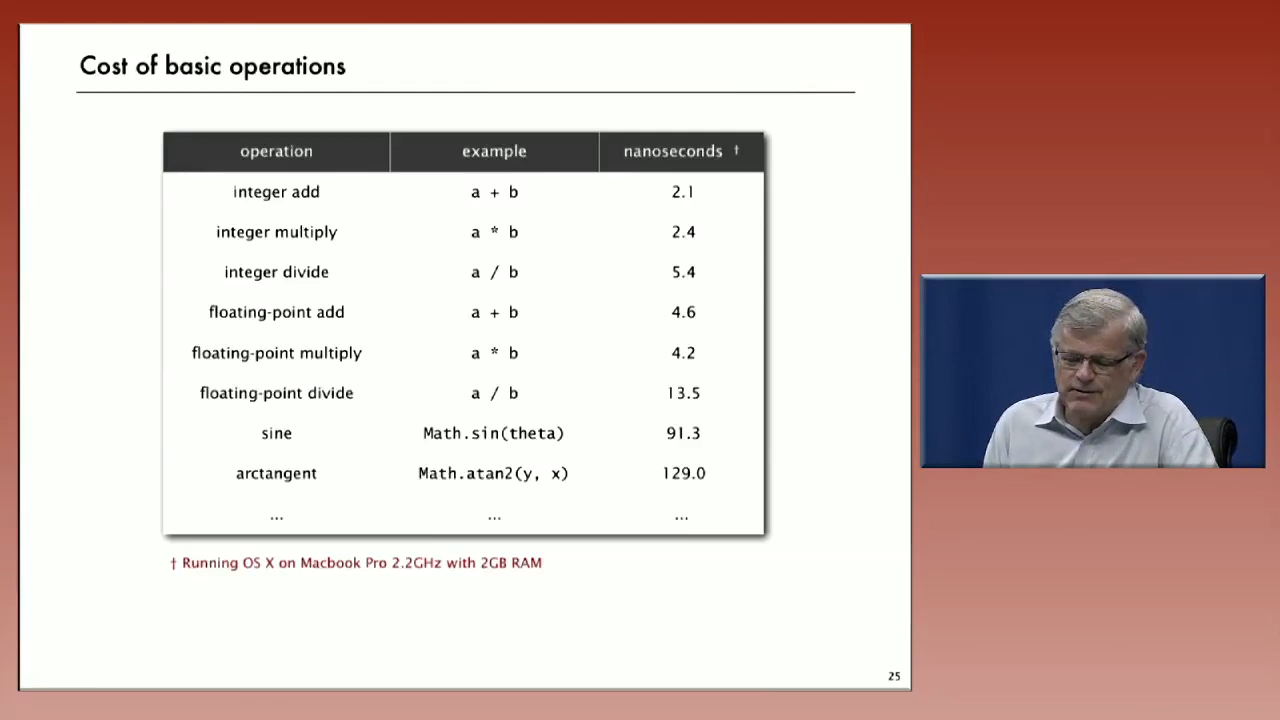 Cost of basic operations
operation example nanoseconds †
integer add a + b 2.1
integer multiply a * b 2.4
integer divide a / b 5.4
floating-point add a + b 4.6
floating-point multiply a * b 4.2
floating-point divide a / b 13.5
sine Math.sin(theta) 91.3
arctangent Math.atan2(y, x) 129.0
... ... ...
† Running OS X on Macbook Pro 2.2GHz with 2GB RAM
25